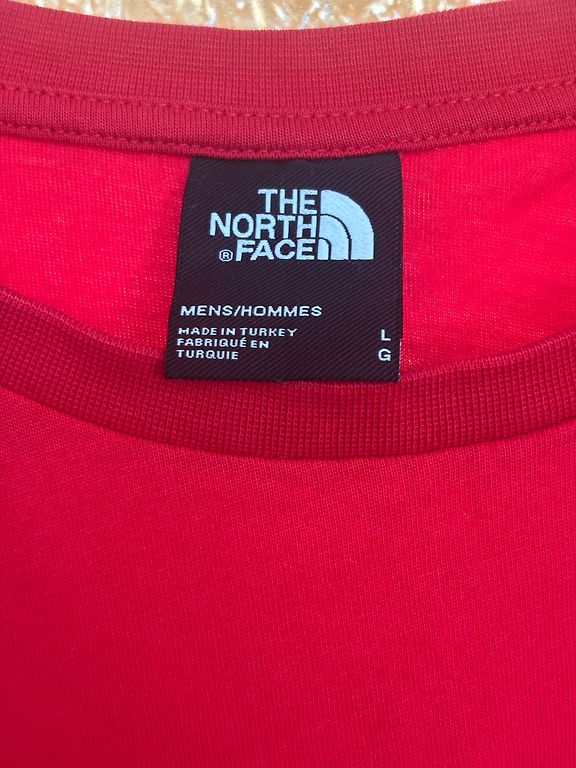 THE
NORTH
® FACE
MENS/HOMMES
MADE IN TURKEY
FABRIQUÉ EN
TURQUIE
L
G